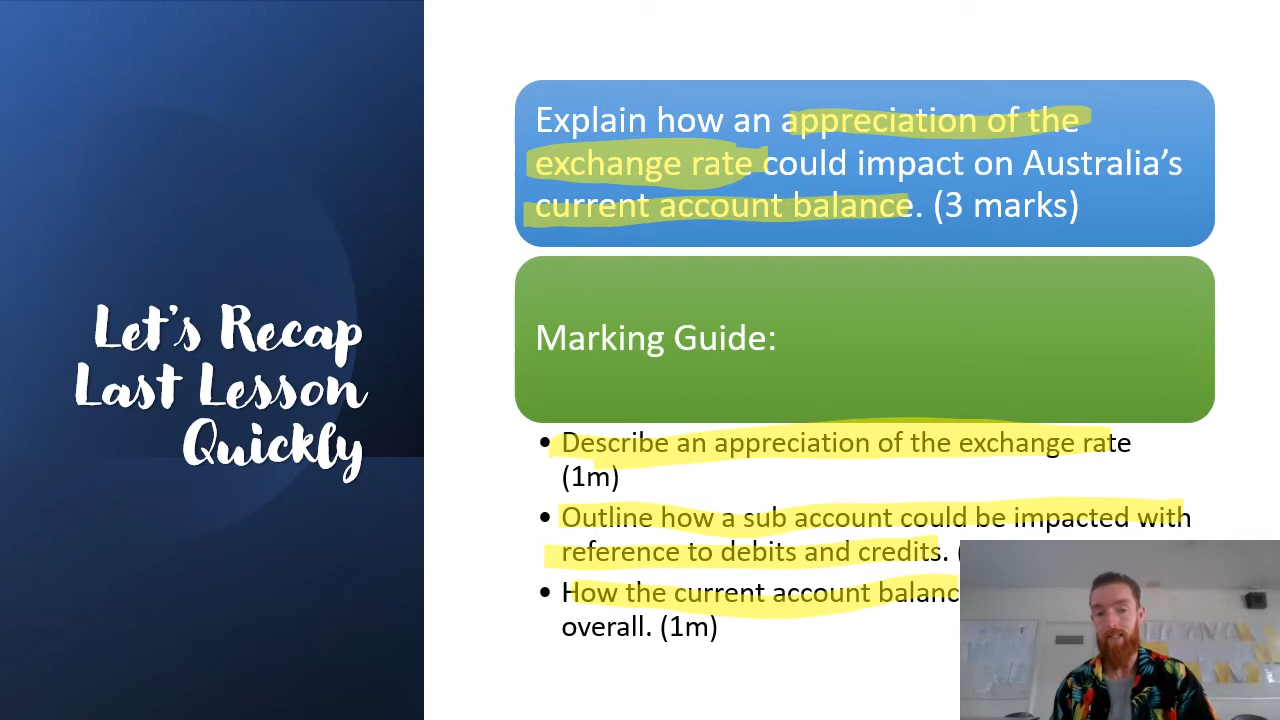 Let's Recap
Last Lesson
Quickly
Explain how an appreciation of the
exchange rate could impact on Australia's
current account balance. (3 marks)
Marking Guide:
• Describe an appreciation of the exchange rate
(1m)
• Outline how a sub account could be impacted with
reference to debits and credits. (
• How the current account balanc
overall. (1m)